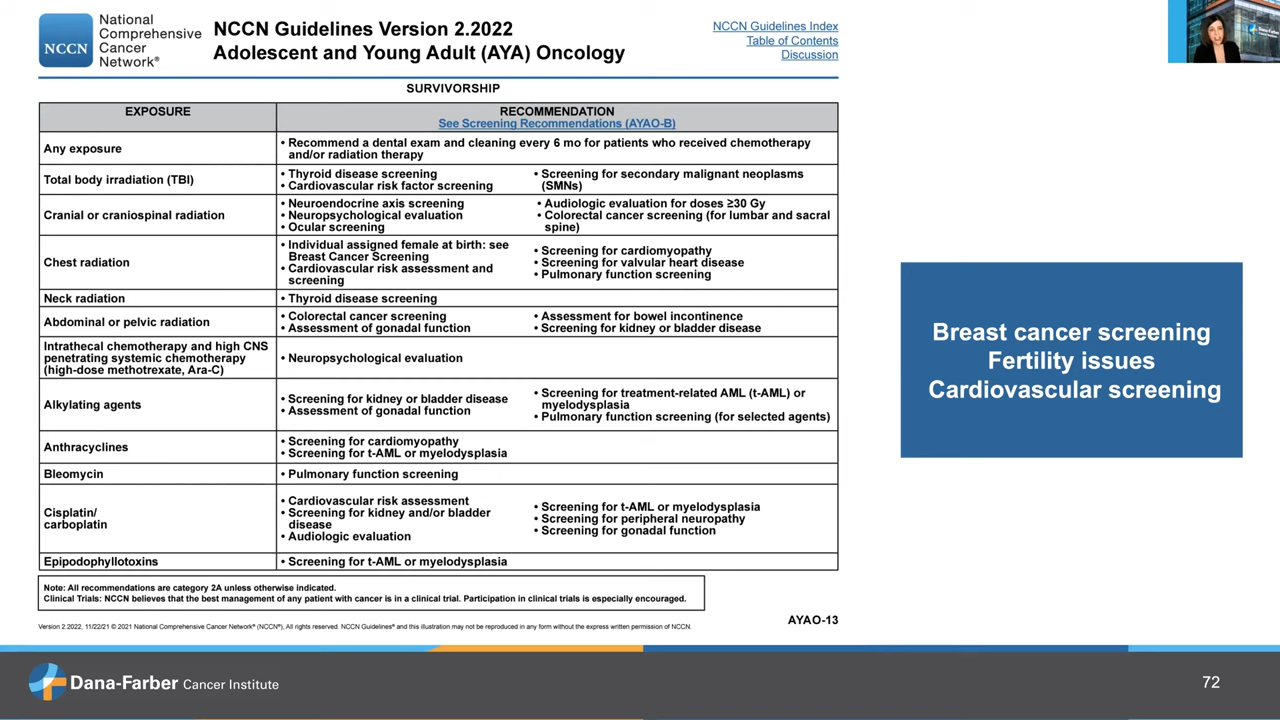 NCCN
National
Comprehensive
Cancer
Network®
NCCN Guidelines Version 2.2022
Adolescent and Young Adult (AYA) Oncology
NCCN Guidelines Index
Table of Contents
Discussion
SURVIVORSHIP
EXPOSURE
RECOMMENDATION
See Screening Recommendations (AYAO-B)
Any exposure
• Recommend a dental exam and cleaning every 6 mo for patients who received chemotherapy
and/or radiation therapy
Total body irradiation (TBI)
• Thyroid disease screening
• Cardiovascular risk factor screening
• Screening for secondary malignant neoplasms
(SMNs)
Cranial or craniospinal radiation
• Neuroendocrine axis screening
• Neuropsychological evaluation
• Ocular screening
• Audiologic evaluation for doses ≥30 Gy
• Colorectal cancer screening (for lumbar and sacral
spine)
Chest radiation
• Individual assigned female at birth: see
Breast Cancer Screening
• Cardiovascular risk assessment and
screening
• Screening for cardiomyopathy
• Screening for valvular heart disease
• Pulmonary function screening
Neck radiation
• Thyroid disease screening
Abdominal or pelvic radiation
• Colorectal cancer screening
• Assessment of gonadal function
• Assessment for bowel incontinence
• Screening for kidney or bladder disease
Intrathecal chemotherapy and high CNS
penetrating systemic chemotherapy
(high-dose methotrexate, Ara-C)
• Neuropsychological evaluation
Alkylating agents
• Screening for kidney or bladder disease
• Assessment of gonadal function
• Screening for treatment-related AML (t-AML) or
myelodysplasia
• Pulmonary function screening (for selected agents)
Anthracyclines
• Screening for cardiomyopathy
• Screening for t-AML or myelodysplasia
Bleomycin
• Pulmonary function screening
Cisplatin/
carboplatin
• Cardiovascular risk assessment
• Screening for kidney and/or bladder
disease
• Audiologic evaluation
• Screening for t-AML or myelodysplasia
• Screening for peripheral neuropathy
• Screening for gonadal function
Epipodophyllotoxins
• Screening for t-AML or myelodysplasia
Note: All recommendations are category 2A unless otherwise indicated.
Clinical Trials: NCCN believes that the best management of any patient with cancer is in a clinical trial. Participation in clinical trials is especially encouraged.
Version 2.2022, 11/22/21 © 2021 National Comprehensive Cancer Network® (NCCN®), All rights reserved. NCCN Guidelines® and this illustration may not be reproduced in any form without the express written permission of NCCN.
AYAO-13
Breast cancer screening
Fertility issues
Cardiovascular screening
Dana-Farber Cancer Institute
72